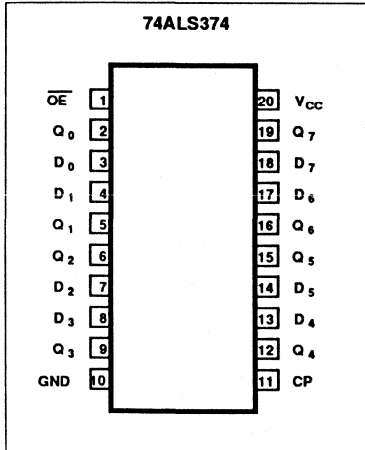 74ALS374
OE 1 20 VCC
Q0 2 19 Q7
D0 3 18 D7
D1 4 17 D6
Q1 5 16 Q6
Q2 6 15 Q5
D2 7 14 D5
D3 8 13 D4
Q3 9 12 Q4
GND 10 11 CP